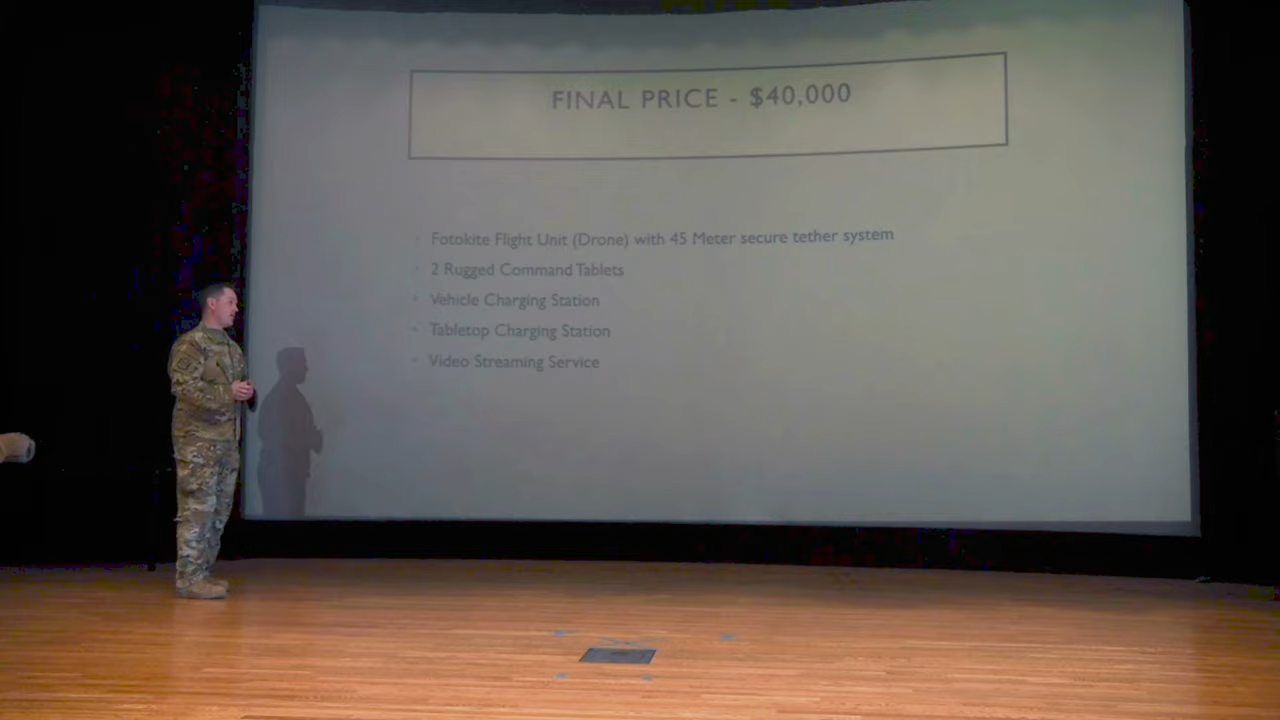 FINAL PRICE - $40,000
Fotokite Flight Unit (Drone) with 45 Meter secure tether system
2 Rugged Command Tablets
Vehicle Charging Station
Tabletop Charging Station
Video Streaming Service